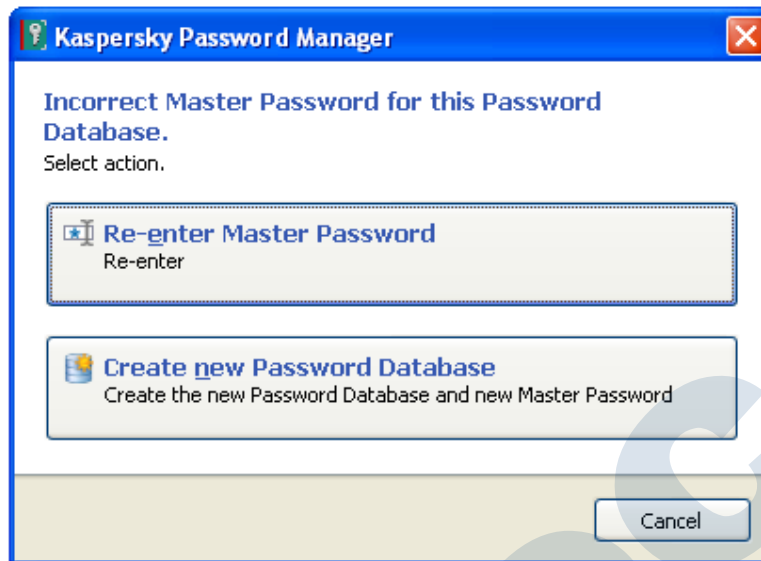 Kaspersky Password Manager
Incorrect Master Password for this Password
Database.
Select action.
Re-enter Master Password
Re-enter
Create new Password Database
Create the new Password Database and new Master Password
Cancel